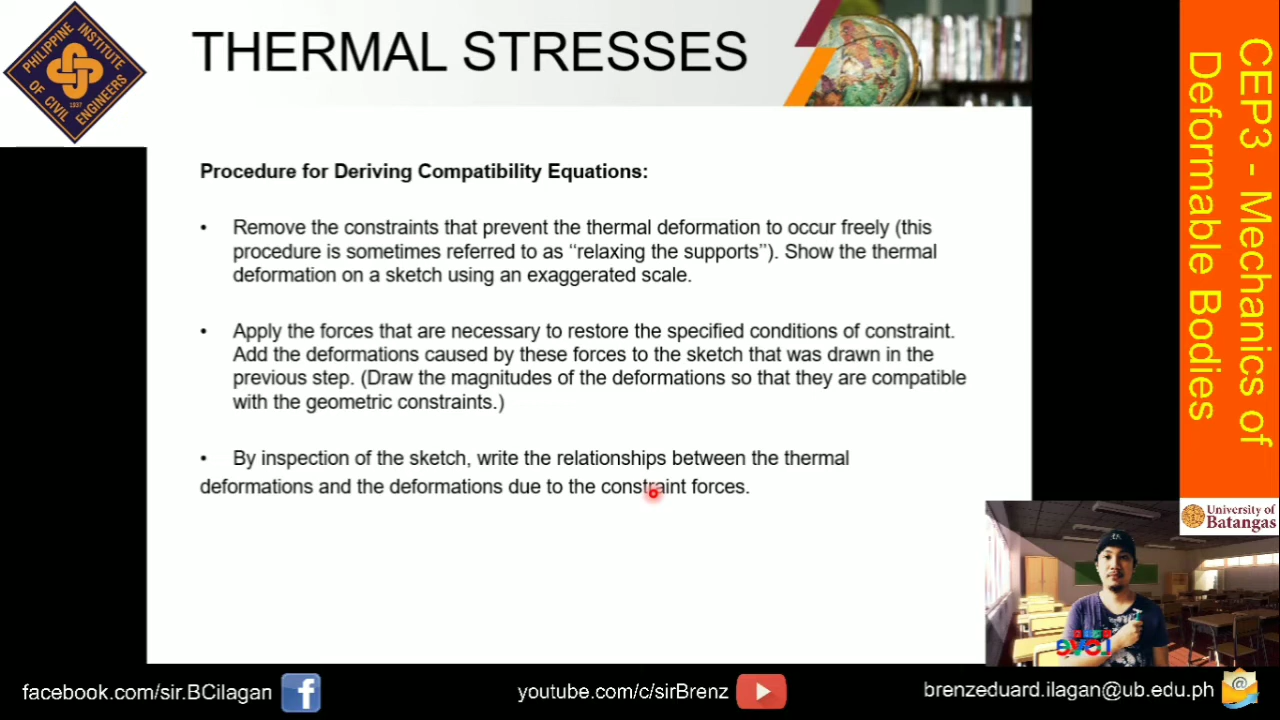 PHILIPPINE INSTITUTE
OF CIVIL ENGINEERS
1937
THERMAL STRESSES
Procedure for Deriving Compatibility Equations:
• Remove the constraints that prevent the thermal deformation to occur freely (this
procedure is sometimes referred to as ‘‘relaxing the supports’’). Show the thermal
deformation on a sketch using an exaggerated scale.
• Apply the forces that are necessary to restore the specified conditions of constraint.
Add the deformations caused by these forces to the sketch that was drawn in the
previous step. (Draw the magnitudes of the deformations so that they are compatible
with the geometric constraints.)
• By inspection of the sketch, write the relationships between the thermal
deformations and the deformations due to the constraint forces.
CEP3 - Mechanics of
Deformable Bodies
University of
Batangas
facebook.com/sir.BCilagan
youtube.com/c/sirBrenz
brenzeduard.ilagan@ub.edu.ph